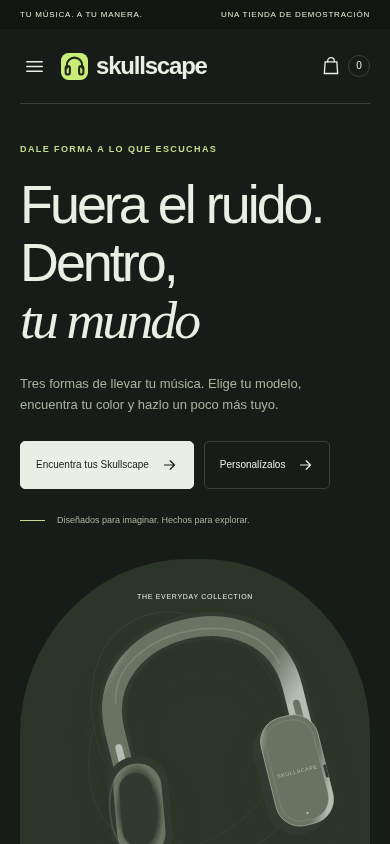 TU MÚSICA. A TU MANERA.
UNA TIENDA DE DEMOSTRACIÓN
skullscape
0
DALE FORMA A LO QUE ESCUCHAS
Fuera el ruido.
Dentro,
tu mundo
Tres formas de llevar tu música. Elige tu modelo,
encuentra tu color y hazlo un poco más tuyo.
Encuentra tus Skullscape
Personalízalos
Diseñados para imaginar. Hechos para explorar.
THE EVERYDAY COLLECTION
SKULLSCAPE